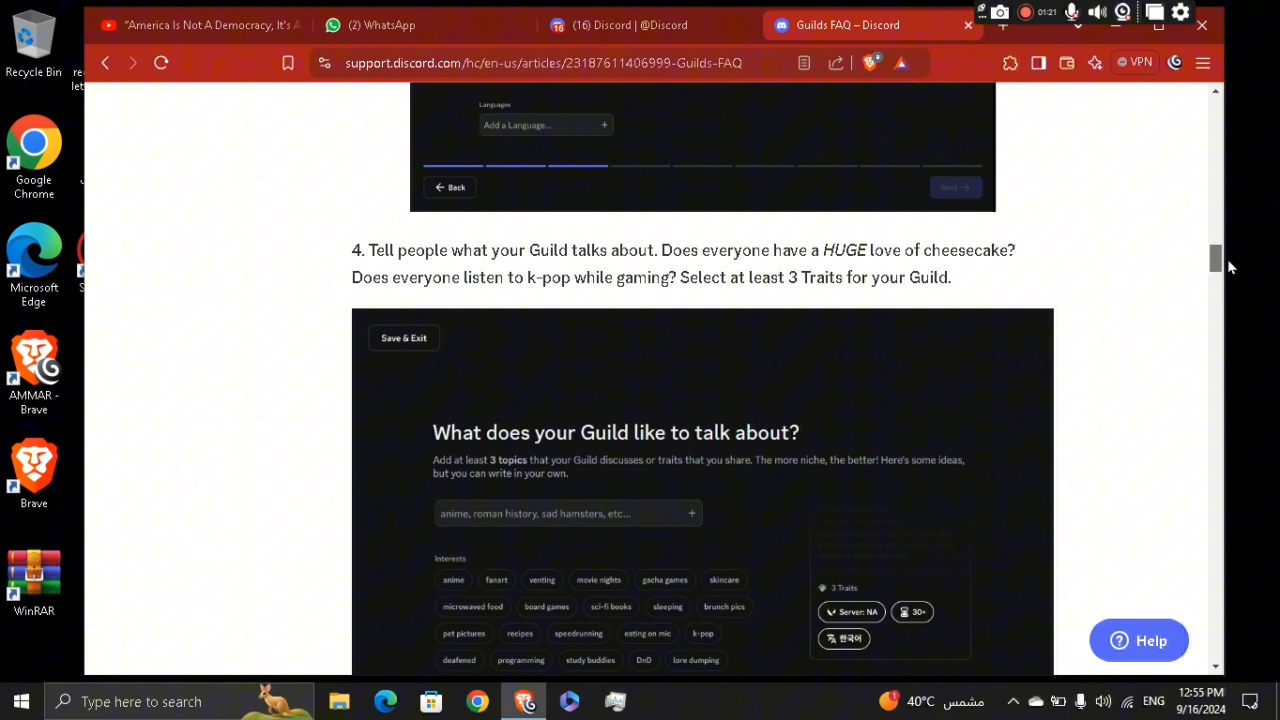 "America Is Not A Democracy, It's A
(2) WhatsApp
(16) Discord | @Discord
Guilds FAQ – Discord
01:21
support.discord.com/hc/en-us/articles/23187611406999-Guilds-FAQ
VPN
Recycle Bin
Google
Chrome
Microsoft
Edge
AMMAR -
Brave
Brave
WinRAR
Languages
Add a Language...
Back
Next
4. Tell people what your Guild talks about. Does everyone have a HUGE love of cheesecake?
Does everyone listen to k-pop while gaming? Select at least 3 Traits for your Guild.
Save & Exit
What does your Guild like to talk about?
Add at least 3 topics that your Guild discusses or traits that you share. The more niche, the better! Here's some ideas,
but you can write in your own.
anime, roman history, sad hamsters, etc...
Interests
anime fanart venting movie nights gacha games skincare
microwaved food board games sci-fi books sleeping brunch pics
pet pictures recipes speedrunning eating on mic k-pop
deafened programming study buddies DnD lore dumping
3 Traits
Server: NA 30+
한국어
Help
Type here to search
1
40°C مشمس
ENG
12:55 PM
9/16/2024